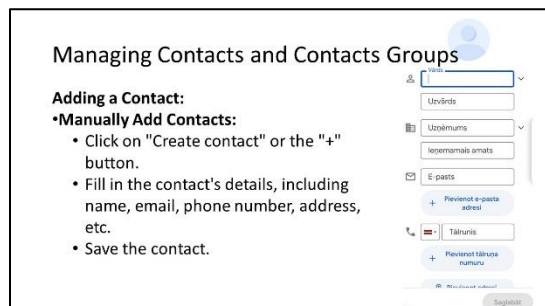 Managing Contacts and Contacts Groups
Adding a Contact:
•Manually Add Contacts:
• Click on "Create contact" or the "+"
button.
• Fill in the contact's details, including
name, email, phone number, address,
etc.
• Save the contact.
Vārds
Uzvārds
Uzņēmums
Ieņemamais amats
E-pasts
+ Pievienot e-pasta
adresi
Tālrunis
+ Pievienot tālruņa
numuru
Pievienot adresi
Saglabāt